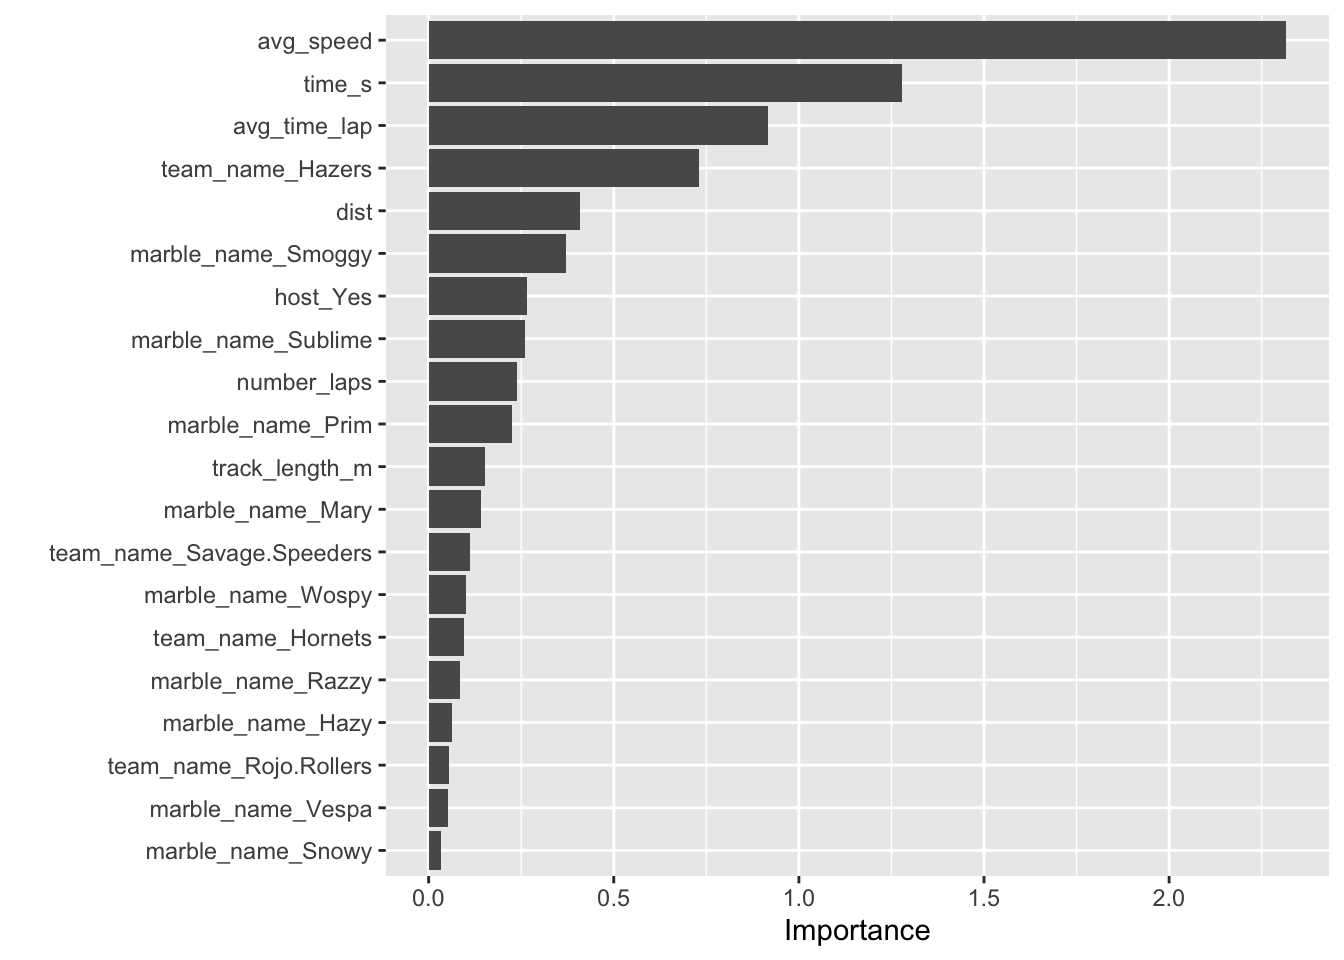 avg_speed
time_s
avg_time_lap
team_name_Hazers
dist
marble_name_Smoggy
host_Yes
marble_name_Sublime
number_laps
marble_name_Prim
track_length_m
marble_name_Mary
team_name_Savage.Speeders
marble_name_Wospy
team_name_Hornets
marble_name_Razzy
marble_name_Hazy
team_name_Rojo.Rollers
marble_name_Vespa
marble_name_Snowy
0.0 0.5 1.0 1.5 2.0
Importance